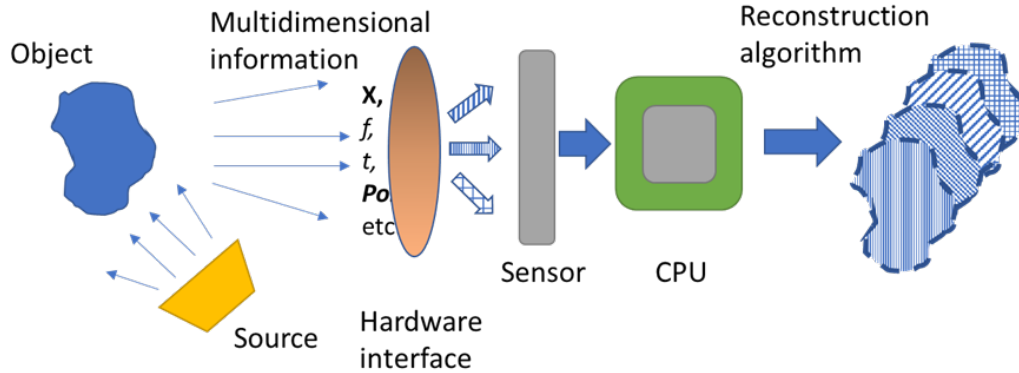 Object
Multidimensional
information
X,
f,
t,
Po
etc
Source
Hardware
interface
Sensor
CPU
Reconstruction
algorithm